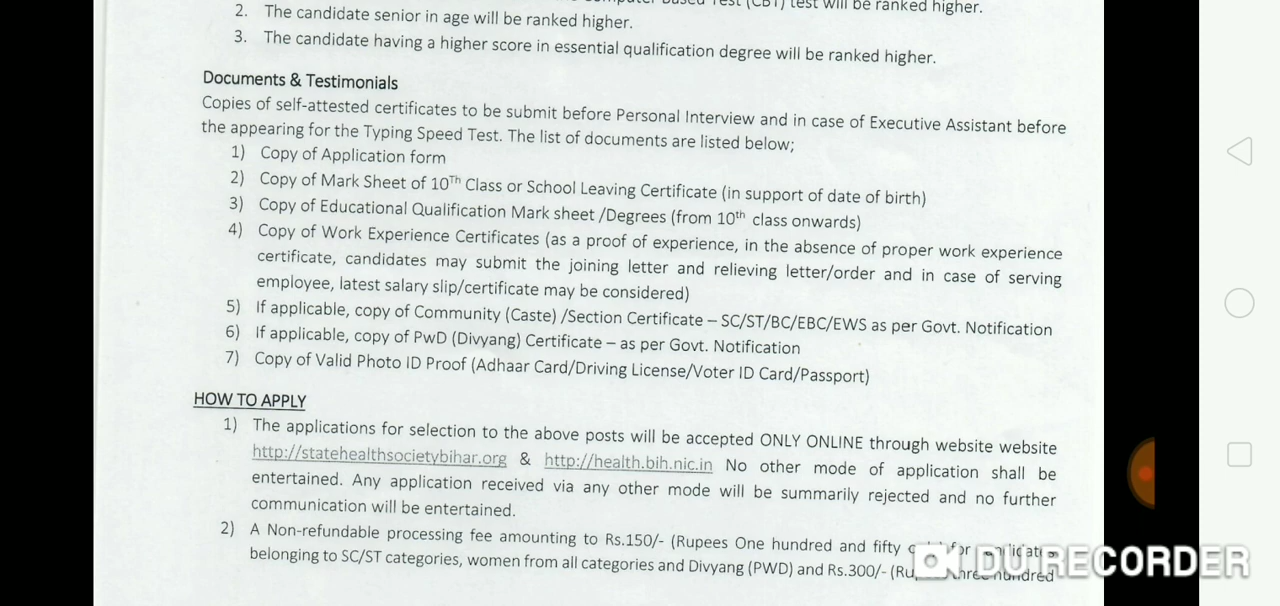 Based Test (CBT) test will be ranked higher.
2. The candidate senior in age will be ranked higher.
3. The candidate having a higher score in essential qualification degree will be ranked higher.
Documents & Testimonials
Copies of self-attested certificates to be submit before Personal Interview and in case of Executive Assistant before
the appearing for the Typing Speed Test. The list of documents are listed below;
1) Copy of Application form
2) Copy of Mark Sheet of 10Th Class or School Leaving Certificate (in support of date of birth)
3) Copy of Educational Qualification Mark sheet /Degrees (from 10th class onwards)
4) Copy of Work Experience Certificates (as a proof of experience, in the absence of proper work experience
certificate, candidates may submit the joining letter and relieving letter/order and in case of serving
employee, latest salary slip/certificate may be considered)
5) If applicable, copy of Community (Caste) /Section Certificate – SC/ST/BC/EBC/EWS as per Govt. Notification
6) If applicable, copy of PwD (Divyang) Certificate – as per Govt. Notification
7) Copy of Valid Photo ID Proof (Adhaar Card/Driving License/Voter ID Card/Passport)
HOW TO APPLY
1) The applications for selection to the above posts will be accepted ONLY ONLINE through website website
http://statehealthsocietybihar.org & http://health.bih.nic.in No other mode of application shall be
entertained. Any application received via any other mode will be summarily rejected and no further
communication will be entertained.
2) A Non-refundable processing fee amounting to Rs.150/- (Rupees One hundred and fifty for candidates
belonging to SC/ST categories, women from all categories and Divyang (PWD) and Rs.300/- three hundred
DU RECORDER